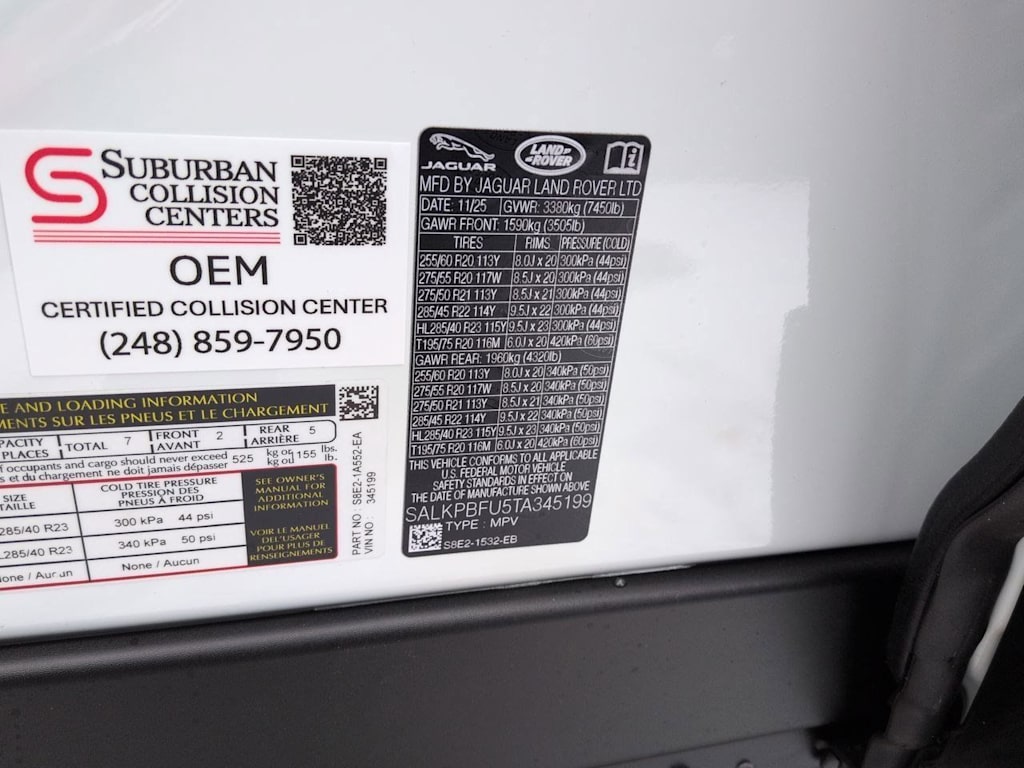 SUBURBAN
COLLISION
CENTERS
OEM
CERTIFIED COLLISION CENTER
(248) 859-7950
E AND LOADING INFORMATION
MENTS SUR LES PNEUS ET LE CHARGEMENT
PACITY TOTAL 7 FRONT 2 REAR 5
PLACES AVANT ARRIÈRE
f occupants and cargo should never exceed 525 kg or 155 lbs.
s et du chargement ne doit jamais dépasser kg ou lb.
SIZE
TAILLE
COLD TIRE PRESSURE
PRESSION DES
PNEUS À FROID
285/40 R23 300 kPa 44 psi
285/40 R23 340 kPa 50 psi
None / Aucun None / Aucun
SEE OWNER'S
MANUAL FOR
ADDITIONAL
INFORMATION
VOIR LE MANUEL
DE L'USAGER
POUR PLUS DE
RENSEIGNEMENTS
PART NO : S8E2-1A552-EA
VIN NO : 345199
JAGUAR LAND ROVER
MFD BY JAGUAR LAND ROVER LTD
DATE: 11/25 GVWR: 3380kg (7450lb)
GAWR FRONT: 1590kg (3505lb)
TIRES RIMS PRESSURE (COLD)
255/60 R20 113Y 8.0J x 20 300kPa (44psi)
275/55 R20 117W 8.5J x 20 300kPa (44psi)
275/50 R21 113Y 8.5J x 21 300kPa (44psi)
285/45 R22 114Y 9.5J x 22 300kPa (44psi)
HL285/40 R23 115Y 9.5J x 23 300kPa (44psi)
T195/75 R20 116M 6.0J x 20 420kPa (60psi)
GAWR REAR: 1960kg (4320lb)
255/60 R20 113Y 8.0J x 20 340kPa (50psi)
275/55 R20 117W 8.5J x 20 340kPa (50psi)
275/50 R21 113Y 8.5J x 21 340kPa (50psi)
285/45 R22 114Y 9.5J x 22 340kPa (50psi)
HL285/40 R23 115Y 9.5J x 23 340kPa (50psi)
T195/75 R20 116M 6.0J x 20 420kPa (60psi)
THIS VEHICLE CONFORMS TO ALL APPLICABLE
U.S. FEDERAL MOTOR VEHICLE
SAFETY STANDARDS IN EFFECT ON
THE DATE OF MANUFACTURE SHOWN ABOVE
SALKPBFU5TA345199
TYPE : MPV
S8E2-1532-EB